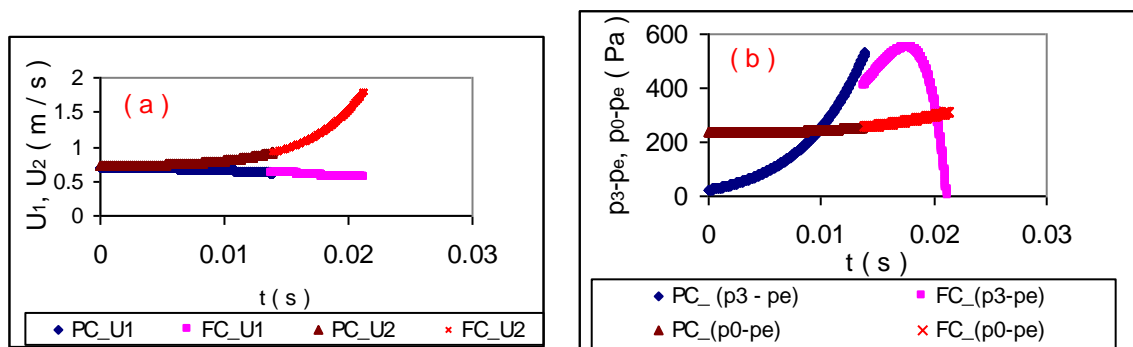 ( a )
U1, U2 ( m / s )
2
1.5
1
0.5
0
0 0.01 0.02 0.03
t ( s )
PC_U1 FC_U1 PC_U2 FC_U2
( b )
p3-pe, p0-pe ( Pa )
600
400
200
0
0 0.01 0.02 0.03
t ( s )
PC_ (p3 - pe) FC_(p3-pe)
PC_(p0-pe) FC_(p0-pe)